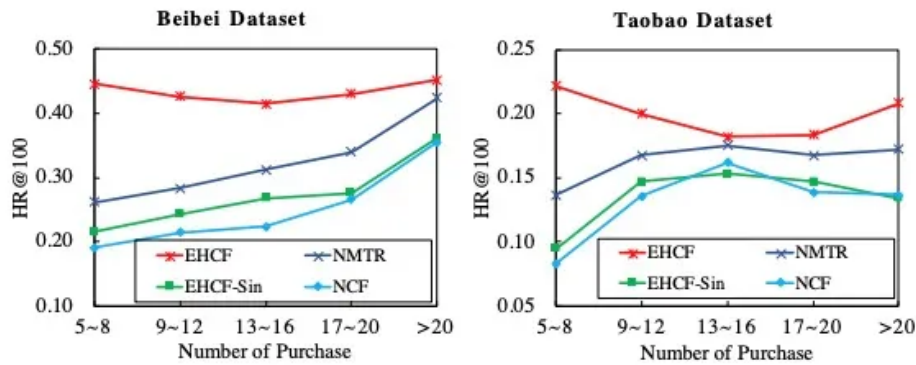 Beibei Dataset
0.50
0.40
0.30
0.20
0.10
HR@100
EHCF NMTR
EHCF-Sin NCF
5~8 9~12 13~16 17~20 >20
Number of Purchase
Taobao Dataset
0.25
0.20
0.15
0.10
0.05
HR@100
EHCF NMTR
EHCF-Sin NCF
5~8 9~12 13~16 17~20 >20
Number of Purchase